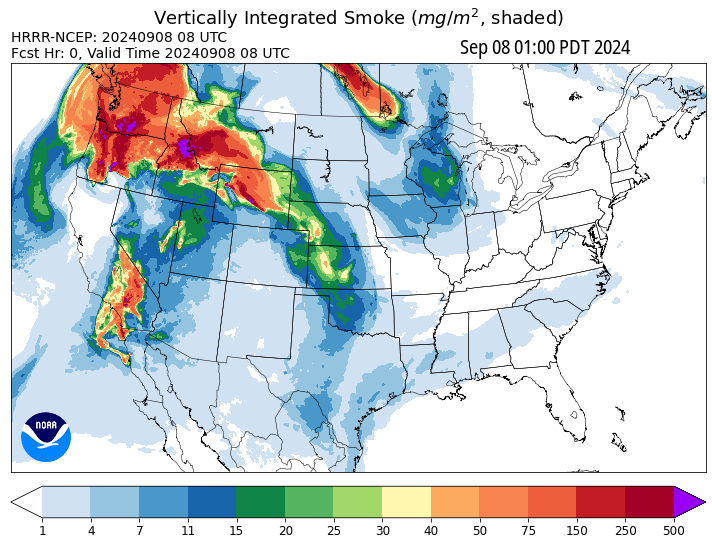 Vertically Integrated Smoke (mg/m², shaded)
HRRR-NCEP: 20240908 08 UTC
Fcst Hr: 0, Valid Time 20240908 08 UTC
Sep 08 01:00 PDT 2024
NOAA
1 4 7 11 15 20 25 30 40 50 75 150 250 500